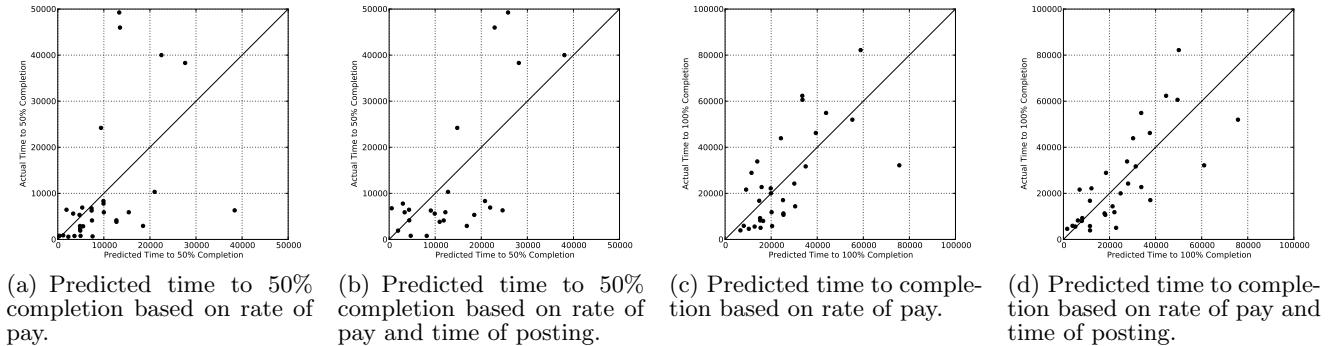 50000
40000
30000
20000
10000
0
0 10000 20000 30000 40000 50000
Predicted Time to 50% Completion
Actual Time to 50% Completion
(a) Predicted time to 50%
completion based on rate of
pay.
50000
40000
30000
20000
10000
0
0 10000 20000 30000 40000 50000
Predicted Time to 50% Completion
Actual Time to 50% Completion
(b) Predicted time to 50%
completion based on rate of
pay and time of posting.
100000
80000
60000
40000
20000
0
0 20000 40000 60000 80000 100000
Predicted Time to 100% Completion
Actual Time to 100% Completion
(c) Predicted time to comple-
tion based on rate of pay.
100000
80000
60000
40000
20000
0
0 20000 40000 60000 80000 100000
Predicted Time to 100% Completion
Actual Time to 100% Completion
(d) Predicted time to comple-
tion based on rate of pay and
time of posting.